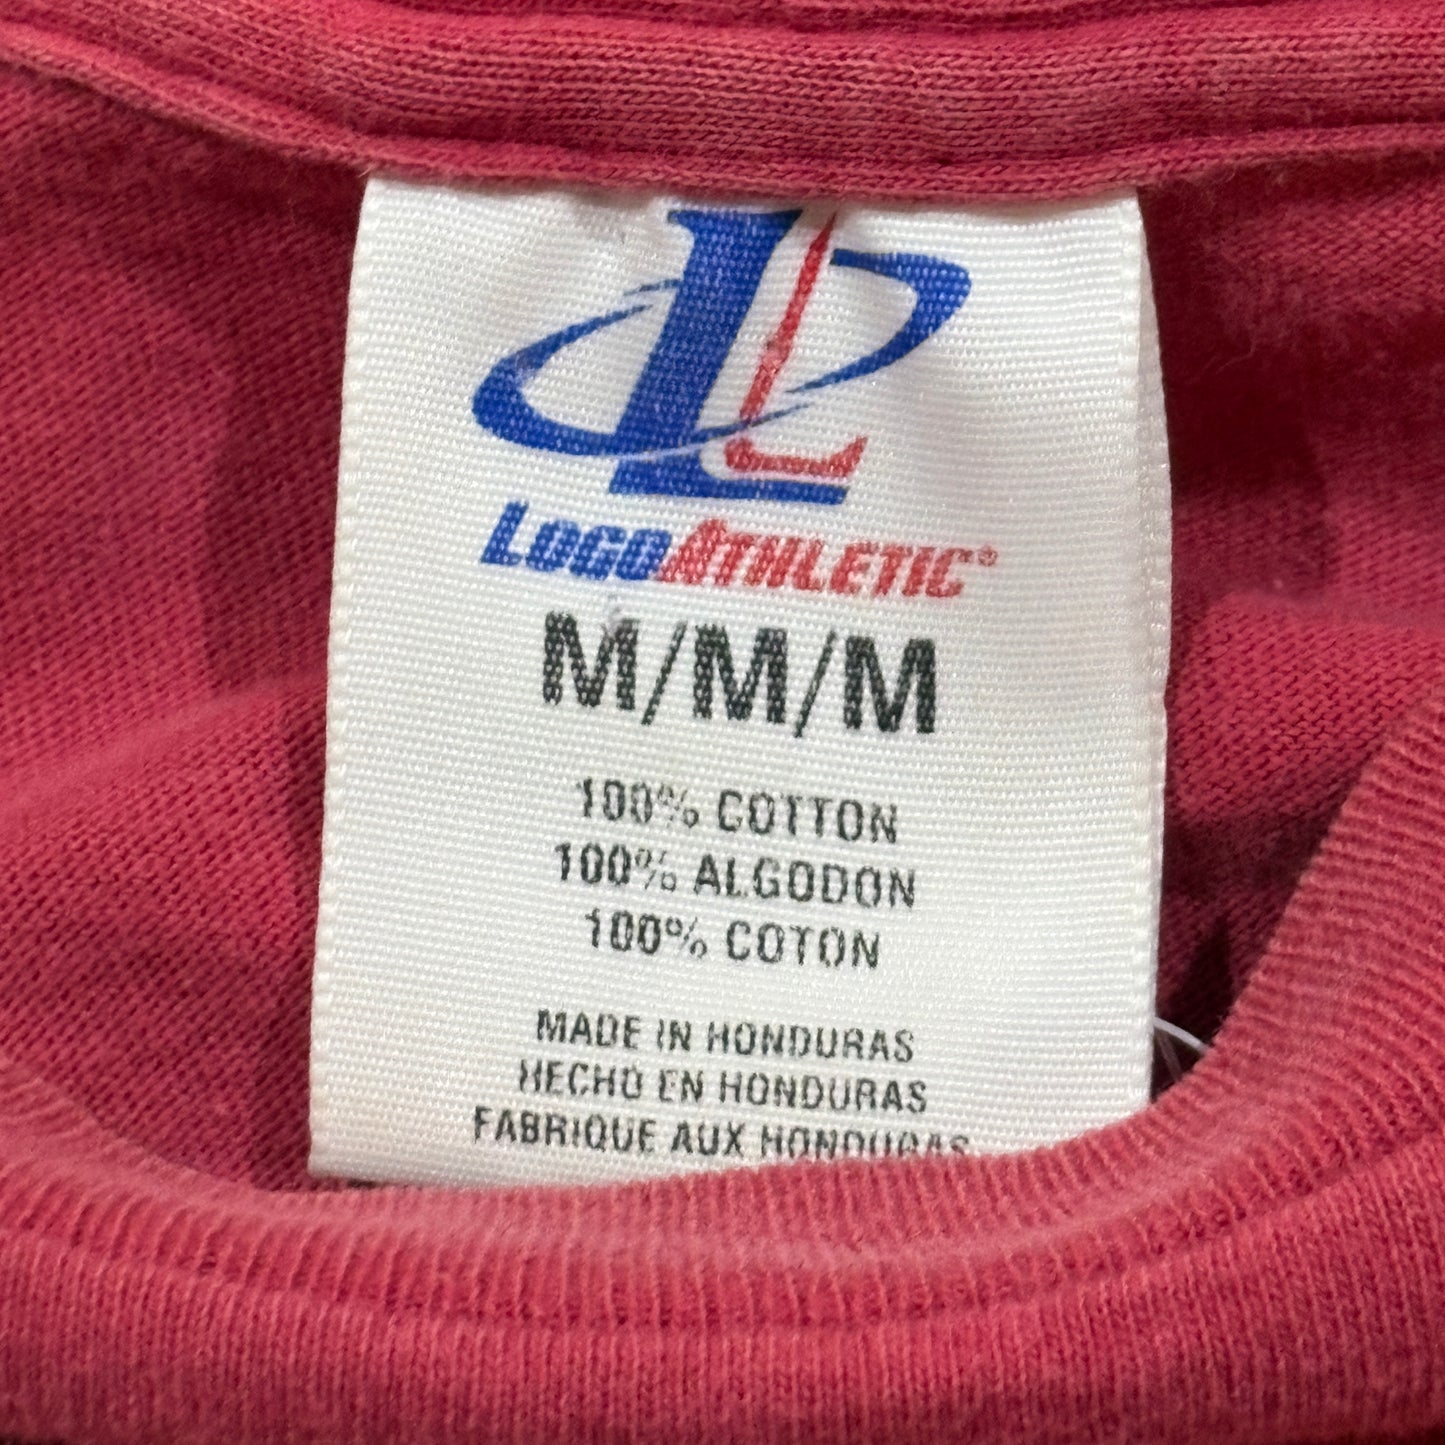 LOGOATHLETIC®
M/M/M
100% COTTON
100% ALGODON
100% COTON
MADE IN HONDURAS
HECHO EN HONDURAS
FABRIQUE AUX HONDURAS